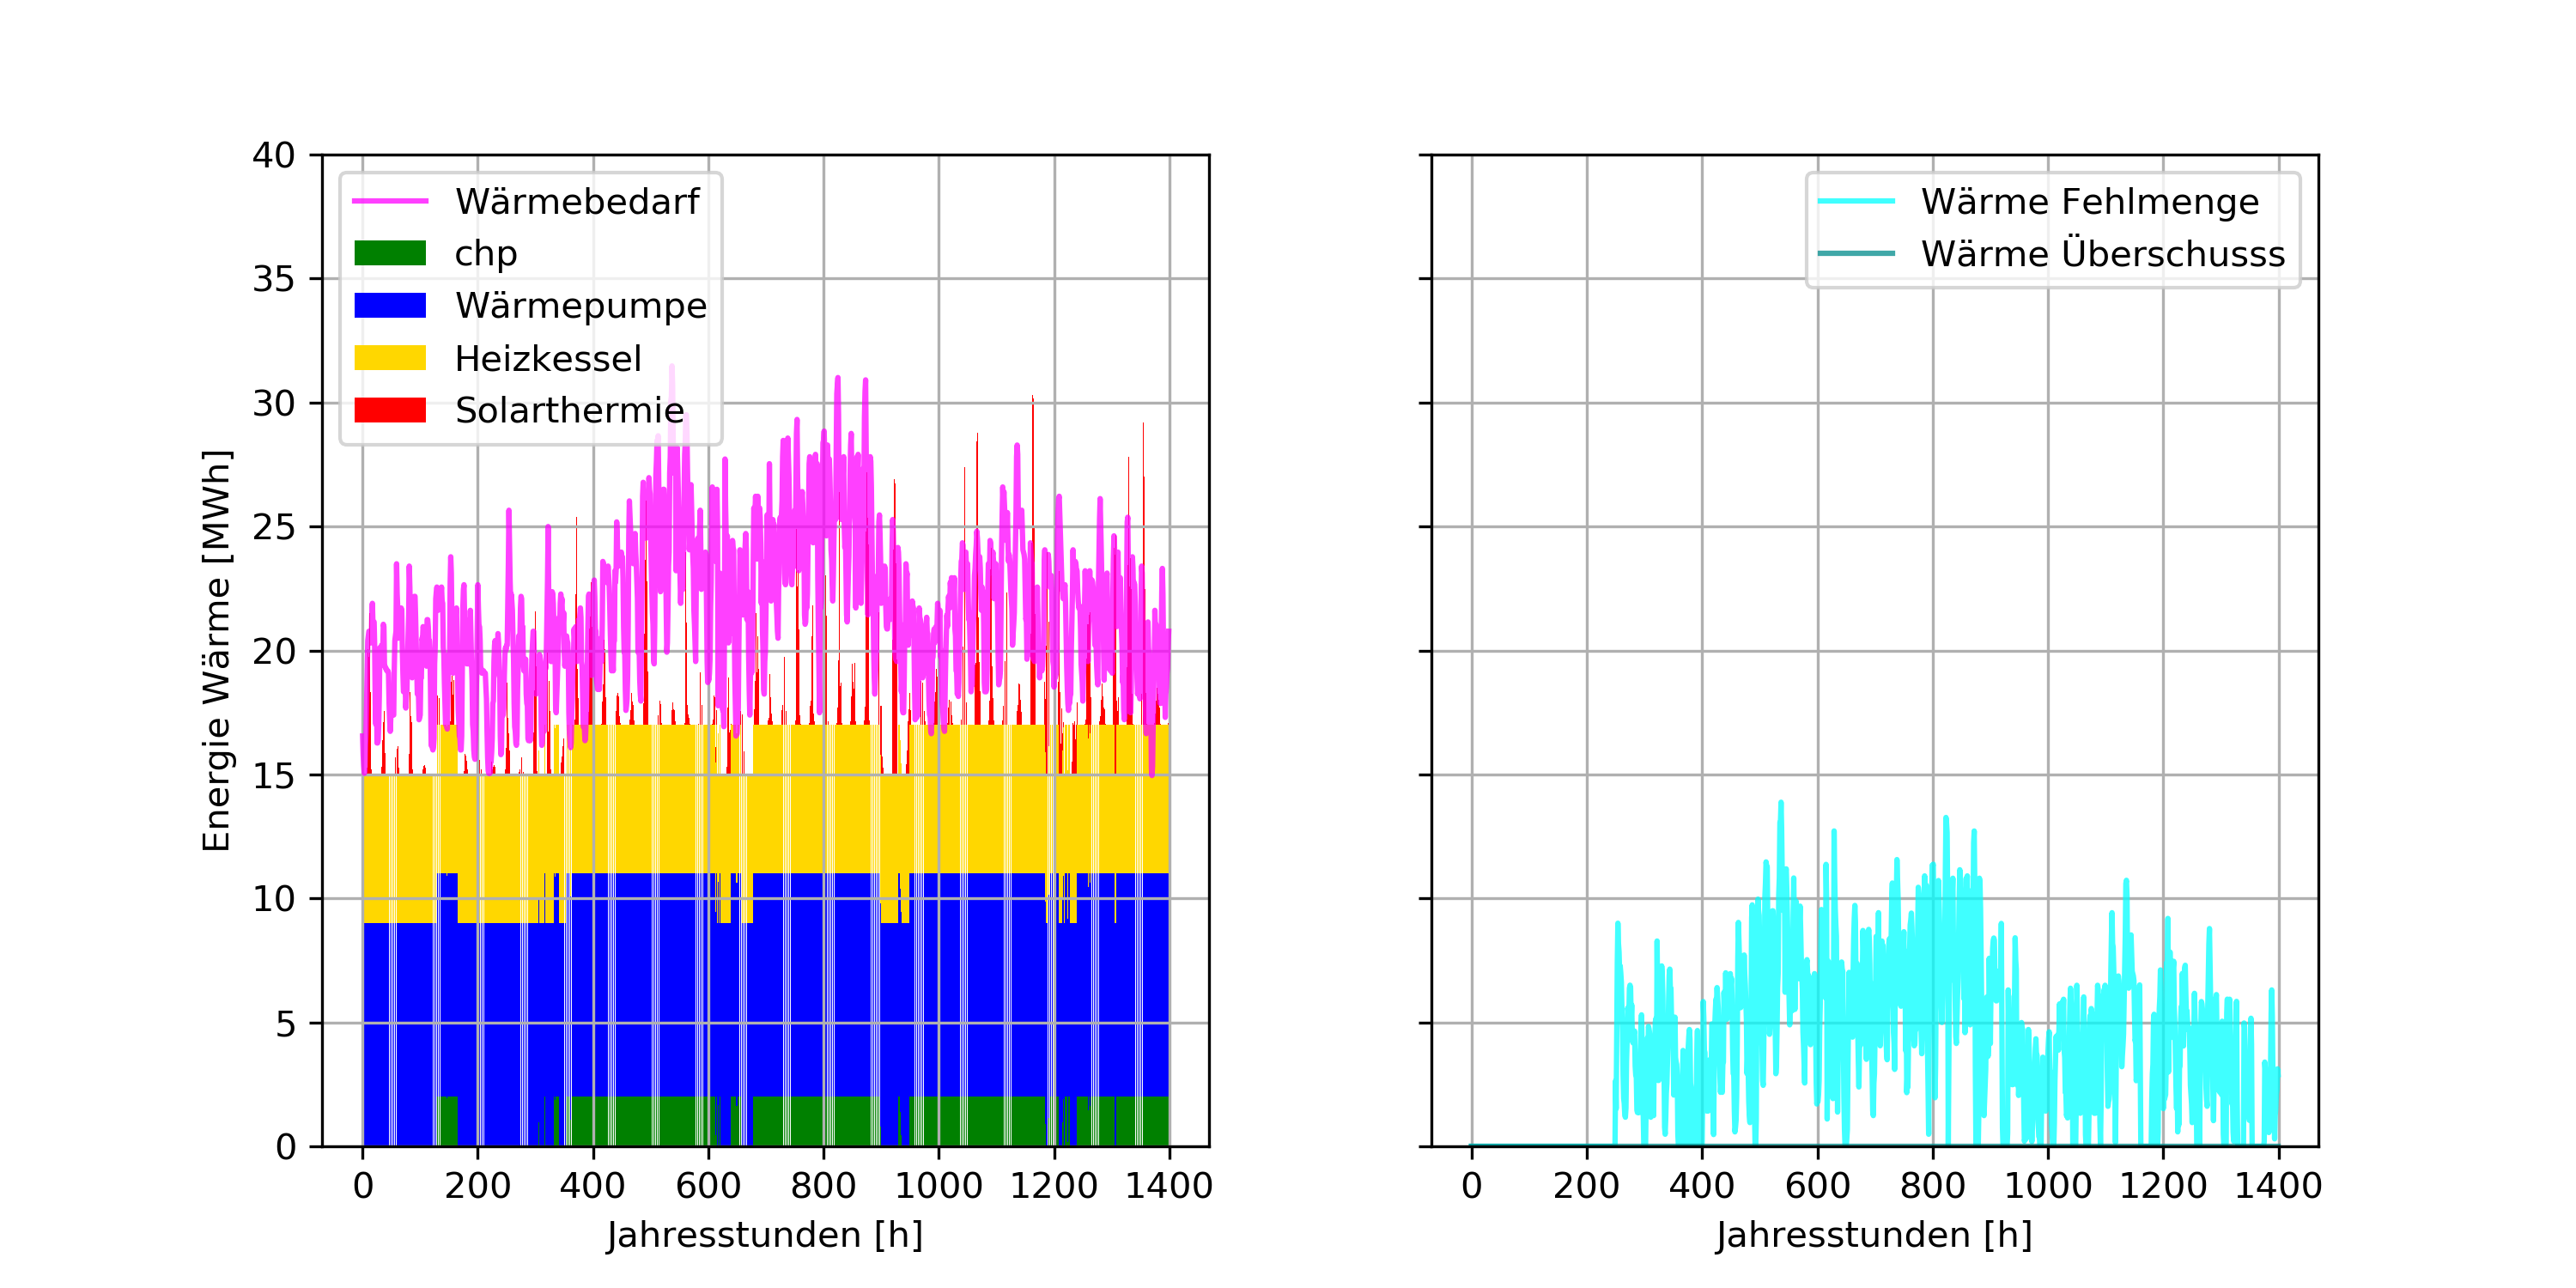 Wärmebedarf
chp
Wärmepumpe
Heizkessel
Solarthermie
Energie Wärme [MWh]
40
35
30
25
20
15
10
5
0
0 200 400 600 800 1000 1200 1400
Jahresstunden [h]
Wärme Fehlmenge
Wärme Überschusss
0 200 400 600 800 1000 1200 1400
Jahresstunden [h]